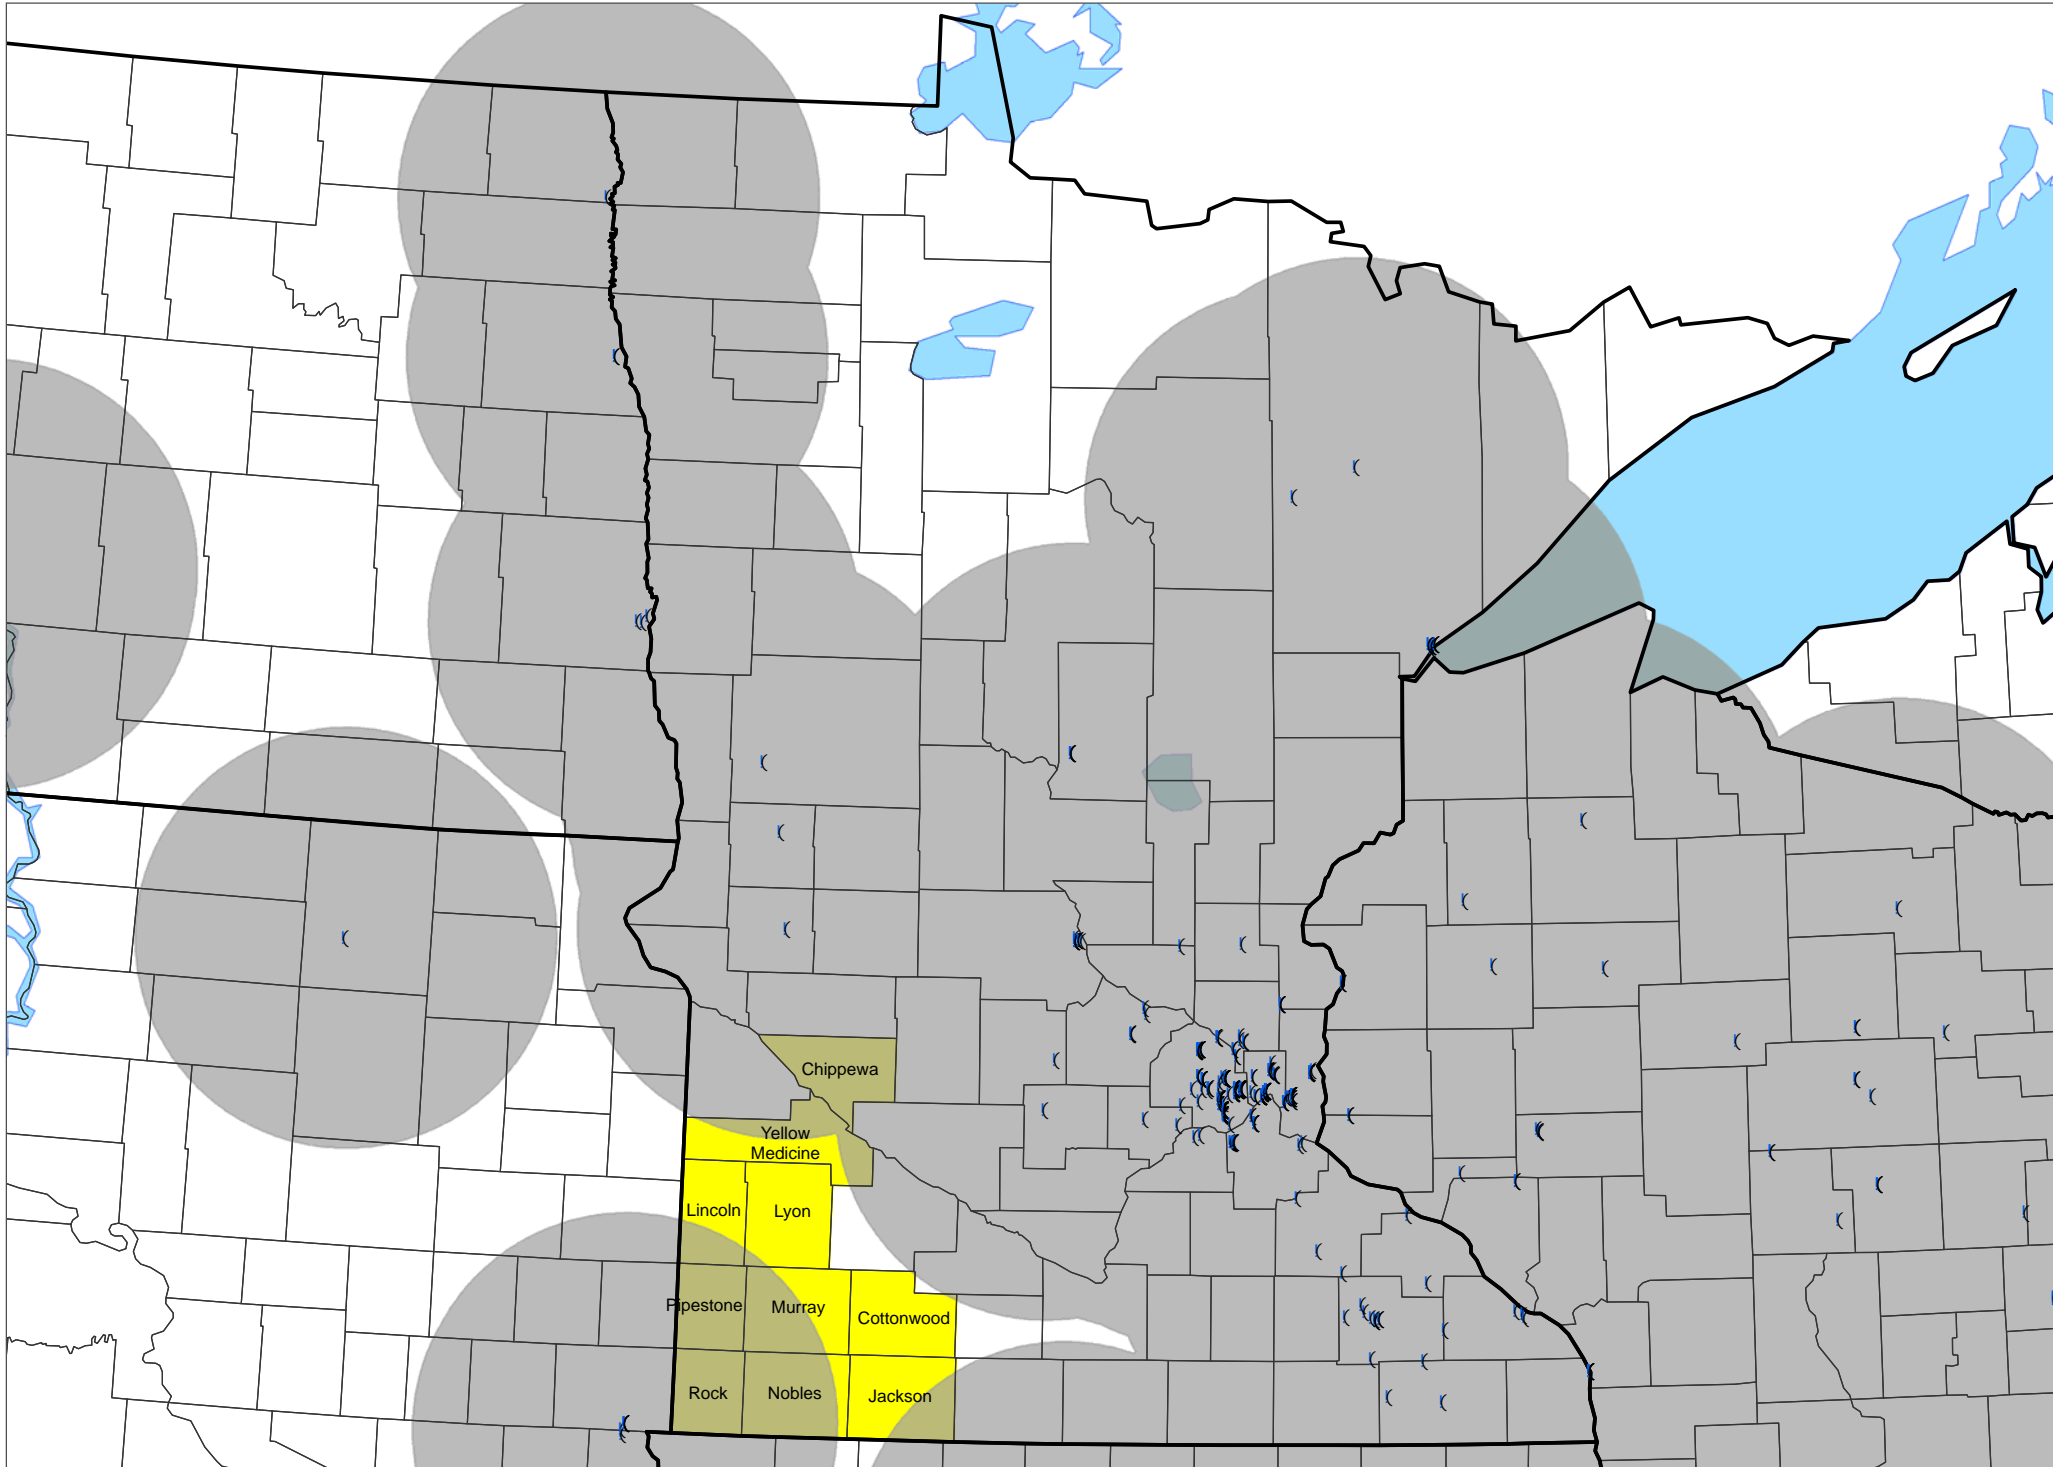 Chippewa
Yellow
Medicine
Lincoln
Lyon
Pipestone
Murray
Cottonwood
Rock
Nobles
Jackson